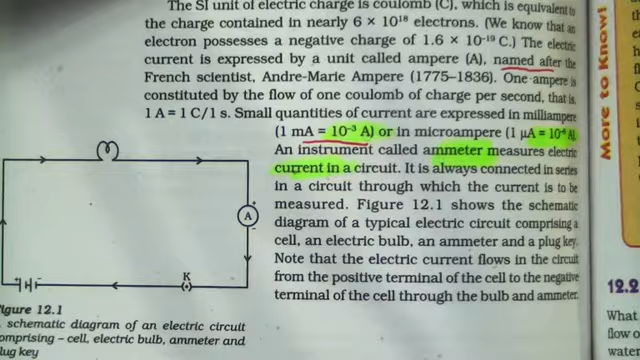 The SI unit of electric charge is coulomb (C), which is equivalent to
the charge contained in nearly 6 × 10¹⁸ electrons. (We know that an
electron possesses a negative charge of 1.6 × 10⁻¹⁹ C.) The electric
current is expressed by a unit called ampere (A), named after the
French scientist, Andre-Marie Ampere (1775–1836). One ampere is
constituted by the flow of one coulomb of charge per second, that is,
1 A = 1 C/1 s. Small quantities of current are expressed in milliampere
(1 mA = 10⁻³ A) or in microampere (1 μA = 10⁻⁶ A).
An instrument called ammeter measures electric
current in a circuit. It is always connected in series
in a circuit through which the current is to be
measured. Figure 12.1 shows the schematic
diagram of a typical electric circuit comprising a
cell, an electric bulb, an ammeter and a plug key.
Note that the electric current flows in the circuit
from the positive terminal of the cell to the negative
terminal of the cell through the bulb and ammeter.
+
A
−
K
+ −
igure 12.1
schematic diagram of an electric circuit
omprising – cell, electric bulb, ammeter and
lug key
More to Know!
12.2
What
flow o
water